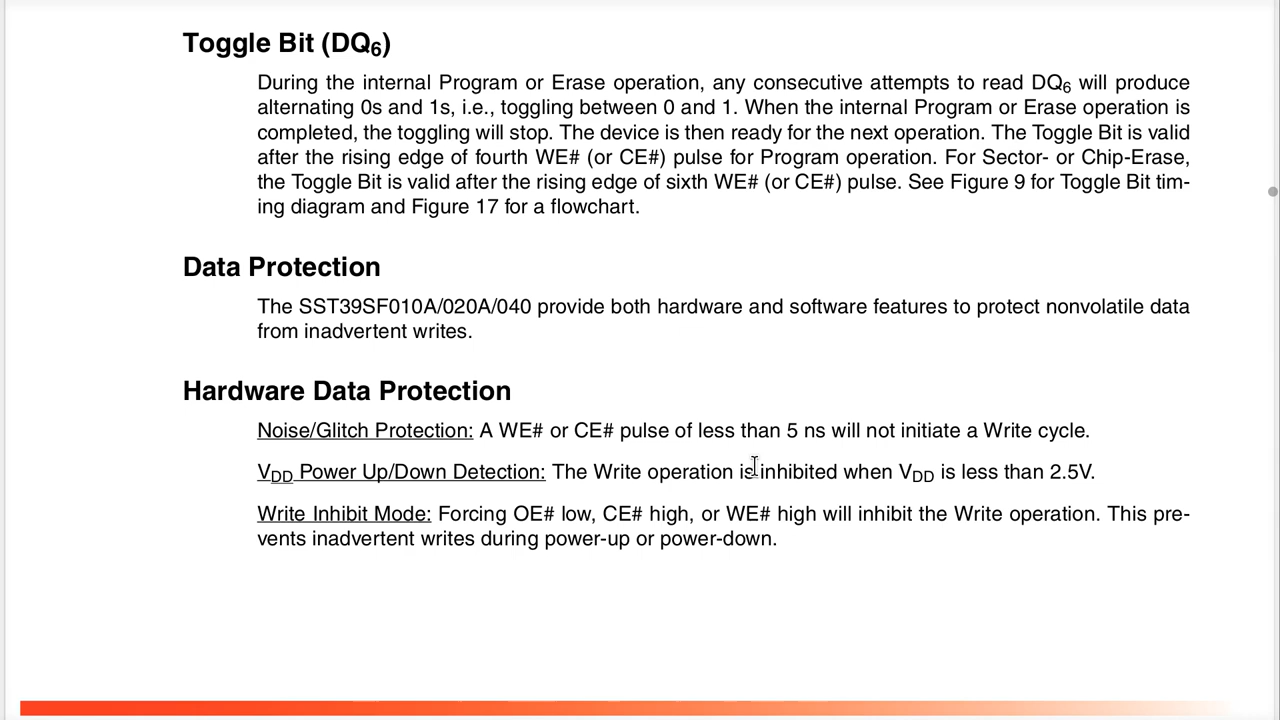 Toggle Bit (DQ6)
During the internal Program or Erase operation, any consecutive attempts to read DQ6 will produce
alternating 0s and 1s, i.e., toggling between 0 and 1. When the internal Program or Erase operation is
completed, the toggling will stop. The device is then ready for the next operation. The Toggle Bit is valid
after the rising edge of fourth WE# (or CE#) pulse for Program operation. For Sector- or Chip-Erase,
the Toggle Bit is valid after the rising edge of sixth WE# (or CE#) pulse. See Figure 9 for Toggle Bit tim-
ing diagram and Figure 17 for a flowchart.
Data Protection
The SST39SF010A/020A/040 provide both hardware and software features to protect nonvolatile data
from inadvertent writes.
Hardware Data Protection
Noise/Glitch Protection: A WE# or CE# pulse of less than 5 ns will not initiate a Write cycle.
VDD Power Up/Down Detection: The Write operation is inhibited when VDD is less than 2.5V.
Write Inhibit Mode: Forcing OE# low, CE# high, or WE# high will inhibit the Write operation. This pre-
vents inadvertent writes during power-up or power-down.